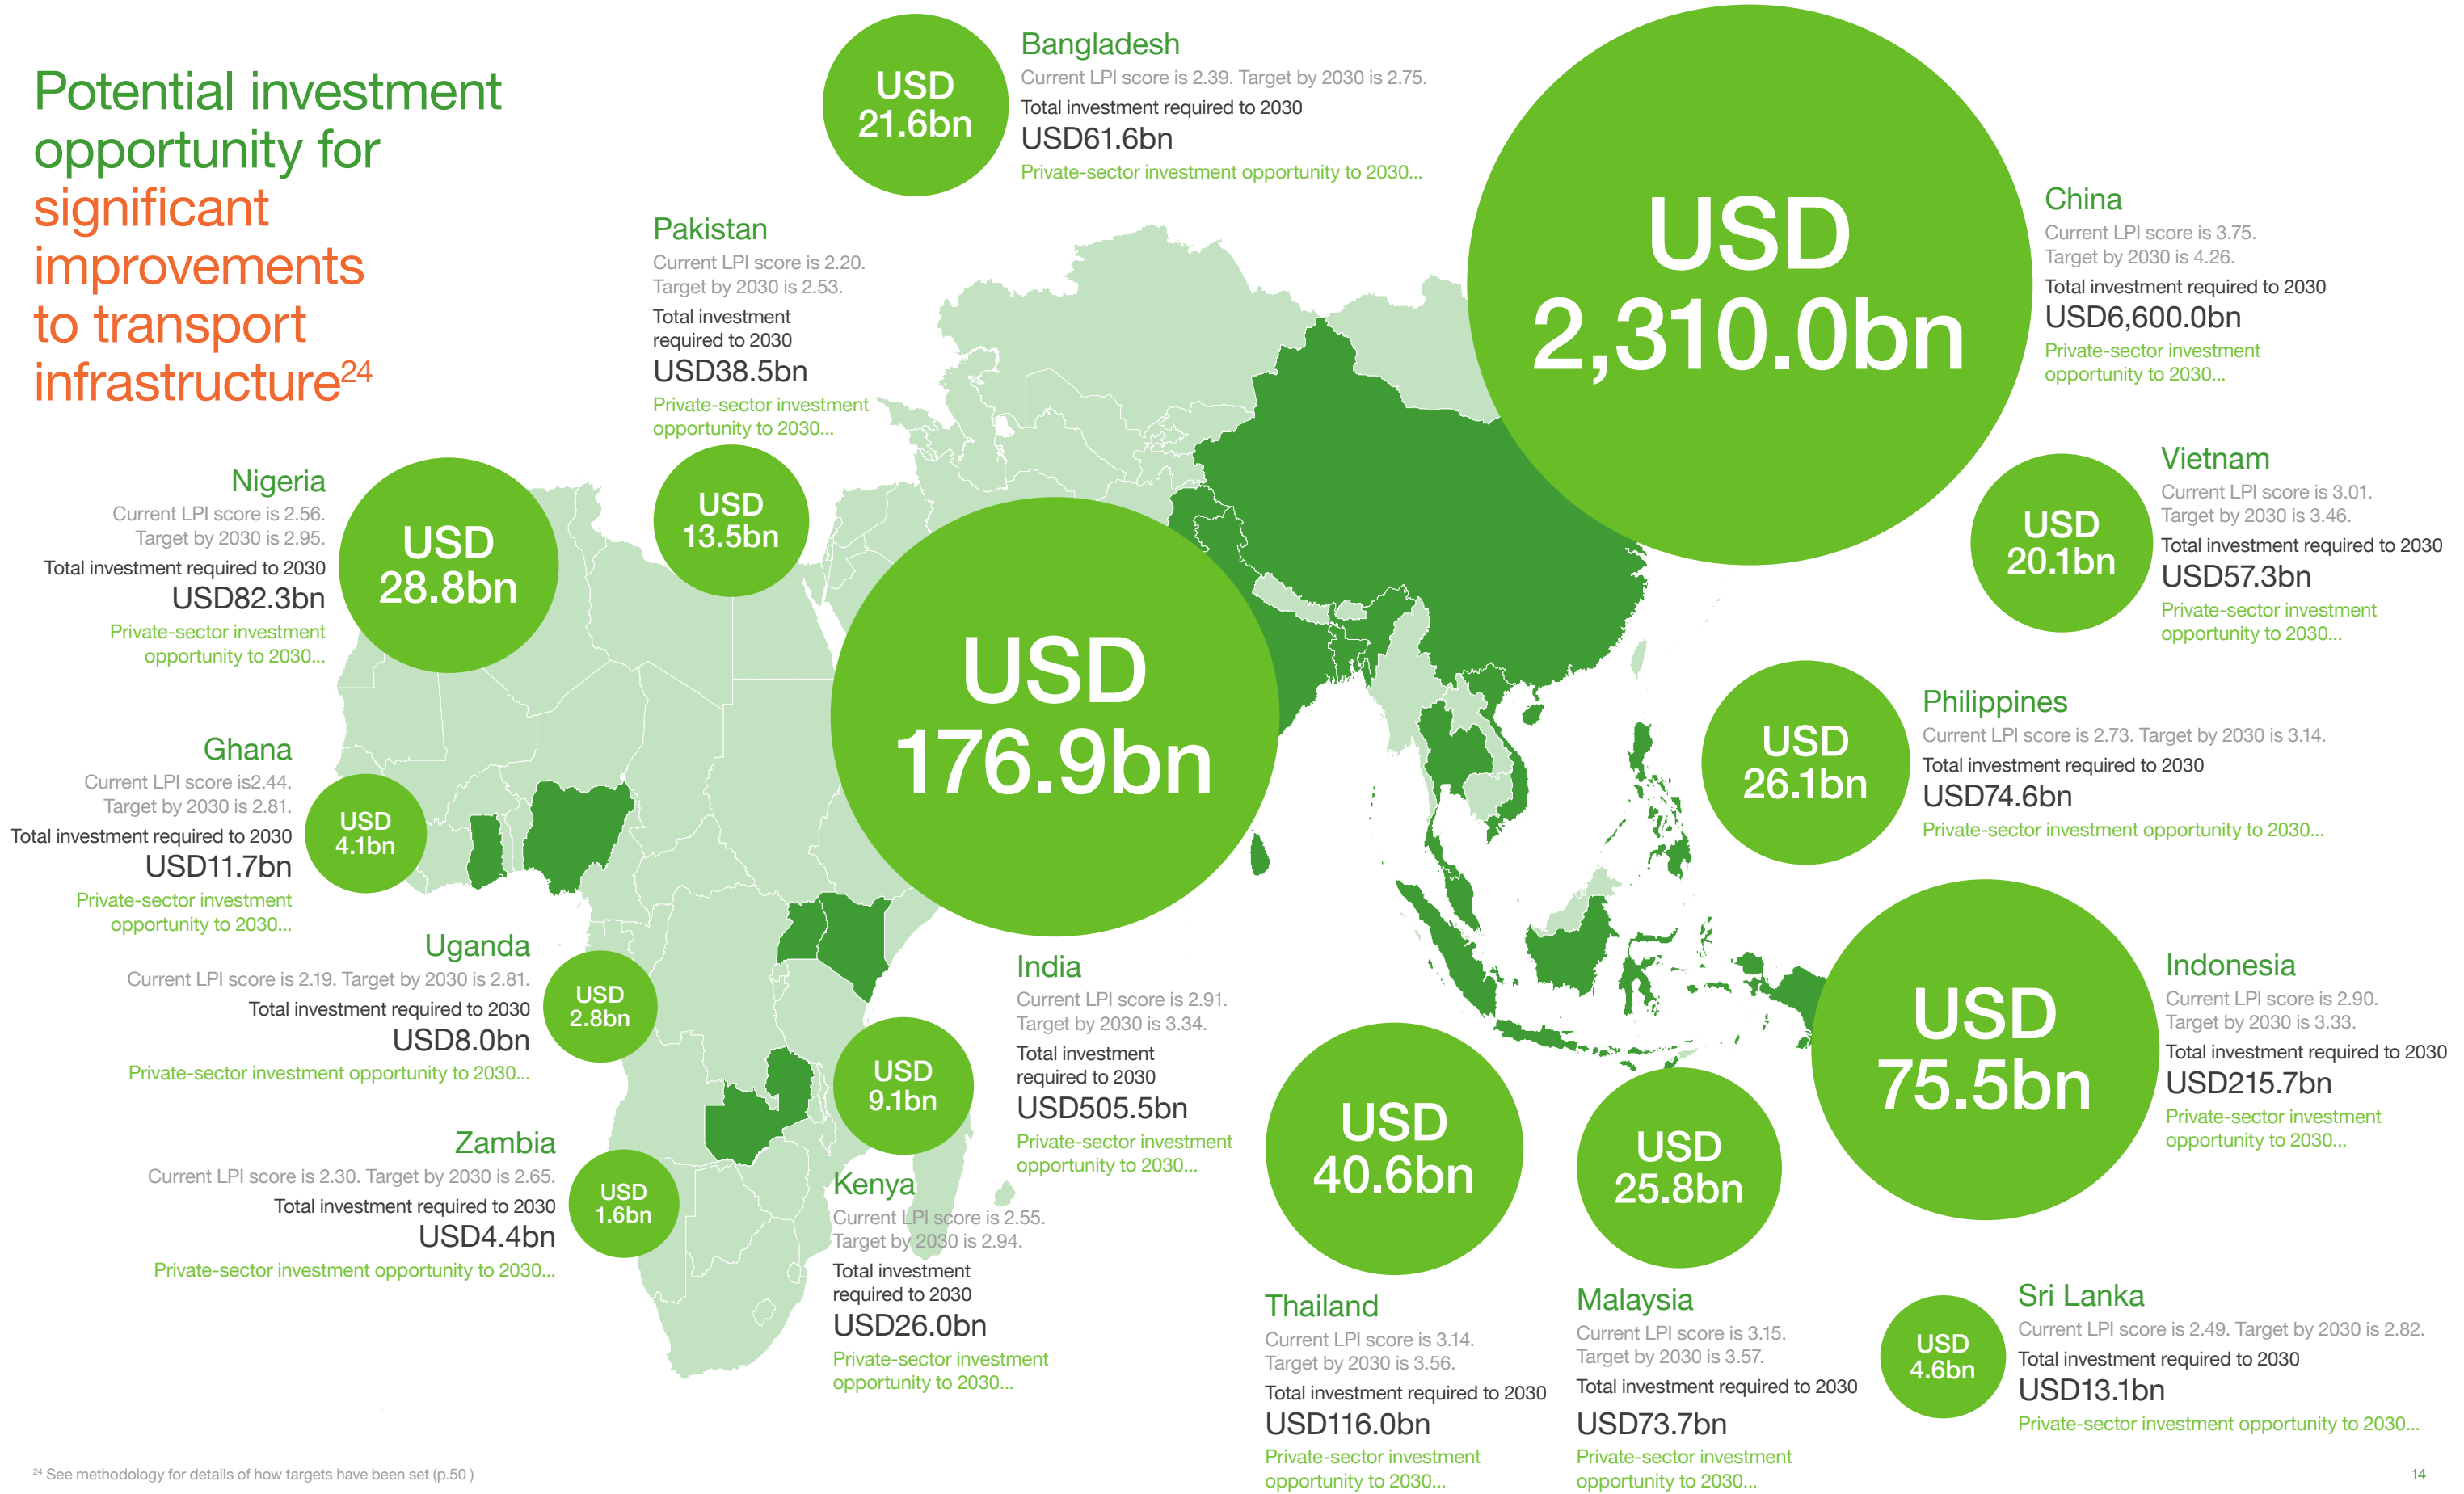 Potential investment
opportunity for
significant
improvements
to transport
infrastructure24
USD
21.6bn
Bangladesh
Current LPI score is 2.39. Target by 2030 is 2.75.
Total investment required to 2030
USD61.6bn
Private-sector investment opportunity to 2030...
USD
2,310.0bn
China
Current LPI score is 3.75.
Target by 2030 is 4.26.
Total investment required to 2030
USD6,600.0bn
Private-sector investment
opportunity to 2030...
Pakistan
Current LPI score is 2.20.
Target by 2030 is 2.53.
Total investment
required to 2030
USD38.5bn
Private-sector investment
opportunity to 2030...
USD
13.5bn
Nigeria
Current LPI score is 2.56.
Target by 2030 is 2.95.
Total investment required to 2030
USD82.3bn
Private-sector investment
opportunity to 2030...
USD
28.8bn
Vietnam
Current LPI score is 3.01.
Target by 2030 is 3.46.
Total investment required to 2030
USD57.3bn
Private-sector investment
opportunity to 2030...
USD
20.1bn
USD
176.9bn
India
Current LPI score is 2.91.
Target by 2030 is 3.34.
Total investment
required to 2030
USD505.5bn
Private-sector investment
opportunity to 2030...
USD
26.1bn
Philippines
Current LPI score is 2.73. Target by 2030 is 3.14.
Total investment required to 2030
USD74.6bn
Private-sector investment opportunity to 2030...
Ghana
Current LPI score is2.44.
Target by 2030 is 2.81.
Total investment required to 2030
USD11.7bn
Private-sector investment
opportunity to 2030...
USD
4.1bn
Uganda
Current LPI score is 2.19. Target by 2030 is 2.81.
Total investment required to 2030
USD8.0bn
Private-sector investment opportunity to 2030...
USD
2.8bn
USD
75.5bn
Indonesia
Current LPI score is 2.90.
Target by 2030 is 3.33.
Total investment required to 2030
USD215.7bn
Private-sector investment
opportunity to 2030...
Zambia
Current LPI score is 2.30. Target by 2030 is 2.65.
Total investment required to 2030
USD4.4bn
Private-sector investment opportunity to 2030...
USD
1.6bn
USD
9.1bn
Kenya
Current LPI score is 2.55.
Target by 2030 is 2.94.
Total investment
required to 2030
USD26.0bn
Private-sector investment
opportunity to 2030...
USD
40.6bn
Thailand
Current LPI score is 3.14.
Target by 2030 is 3.56.
Total investment required to 2030
USD116.0bn
Private-sector investment
opportunity to 2030...
USD
25.8bn
Malaysia
Current LPI score is 3.15.
Target by 2030 is 3.57.
Total investment required to 2030
USD73.7bn
Private-sector investment
opportunity to 2030...
USD
4.6bn
Sri Lanka
Current LPI score is 2.49. Target by 2030 is 2.82.
Total investment required to 2030
USD13.1bn
Private-sector investment opportunity to 2030...
24 See methodology for details of how targets have been set (p.50 )
14